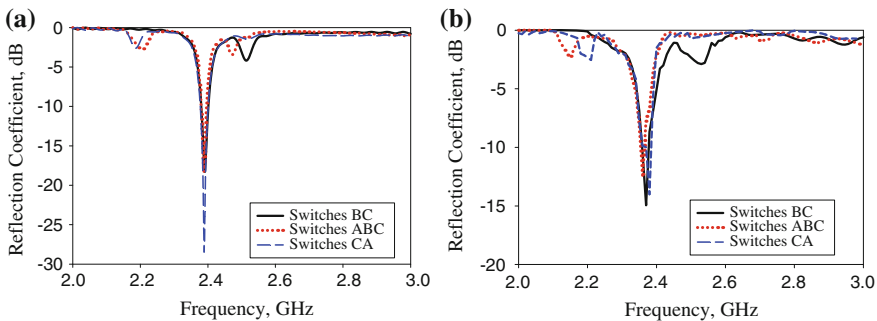 (a)
Reflection Coefficient, dB
0
-5
-10
-15
-20
-25
-30
2.0 2.2 2.4 2.6 2.8 3.0
Frequency, GHz
Switches BC
Switches ABC
Switches CA
(b)
Reflection Coefficient, dB
0
-5
-10
-15
-20
2.0 2.2 2.4 2.6 2.8 3.0
Frequency, GHz
Switches BC
Switches ABC
Switches CA